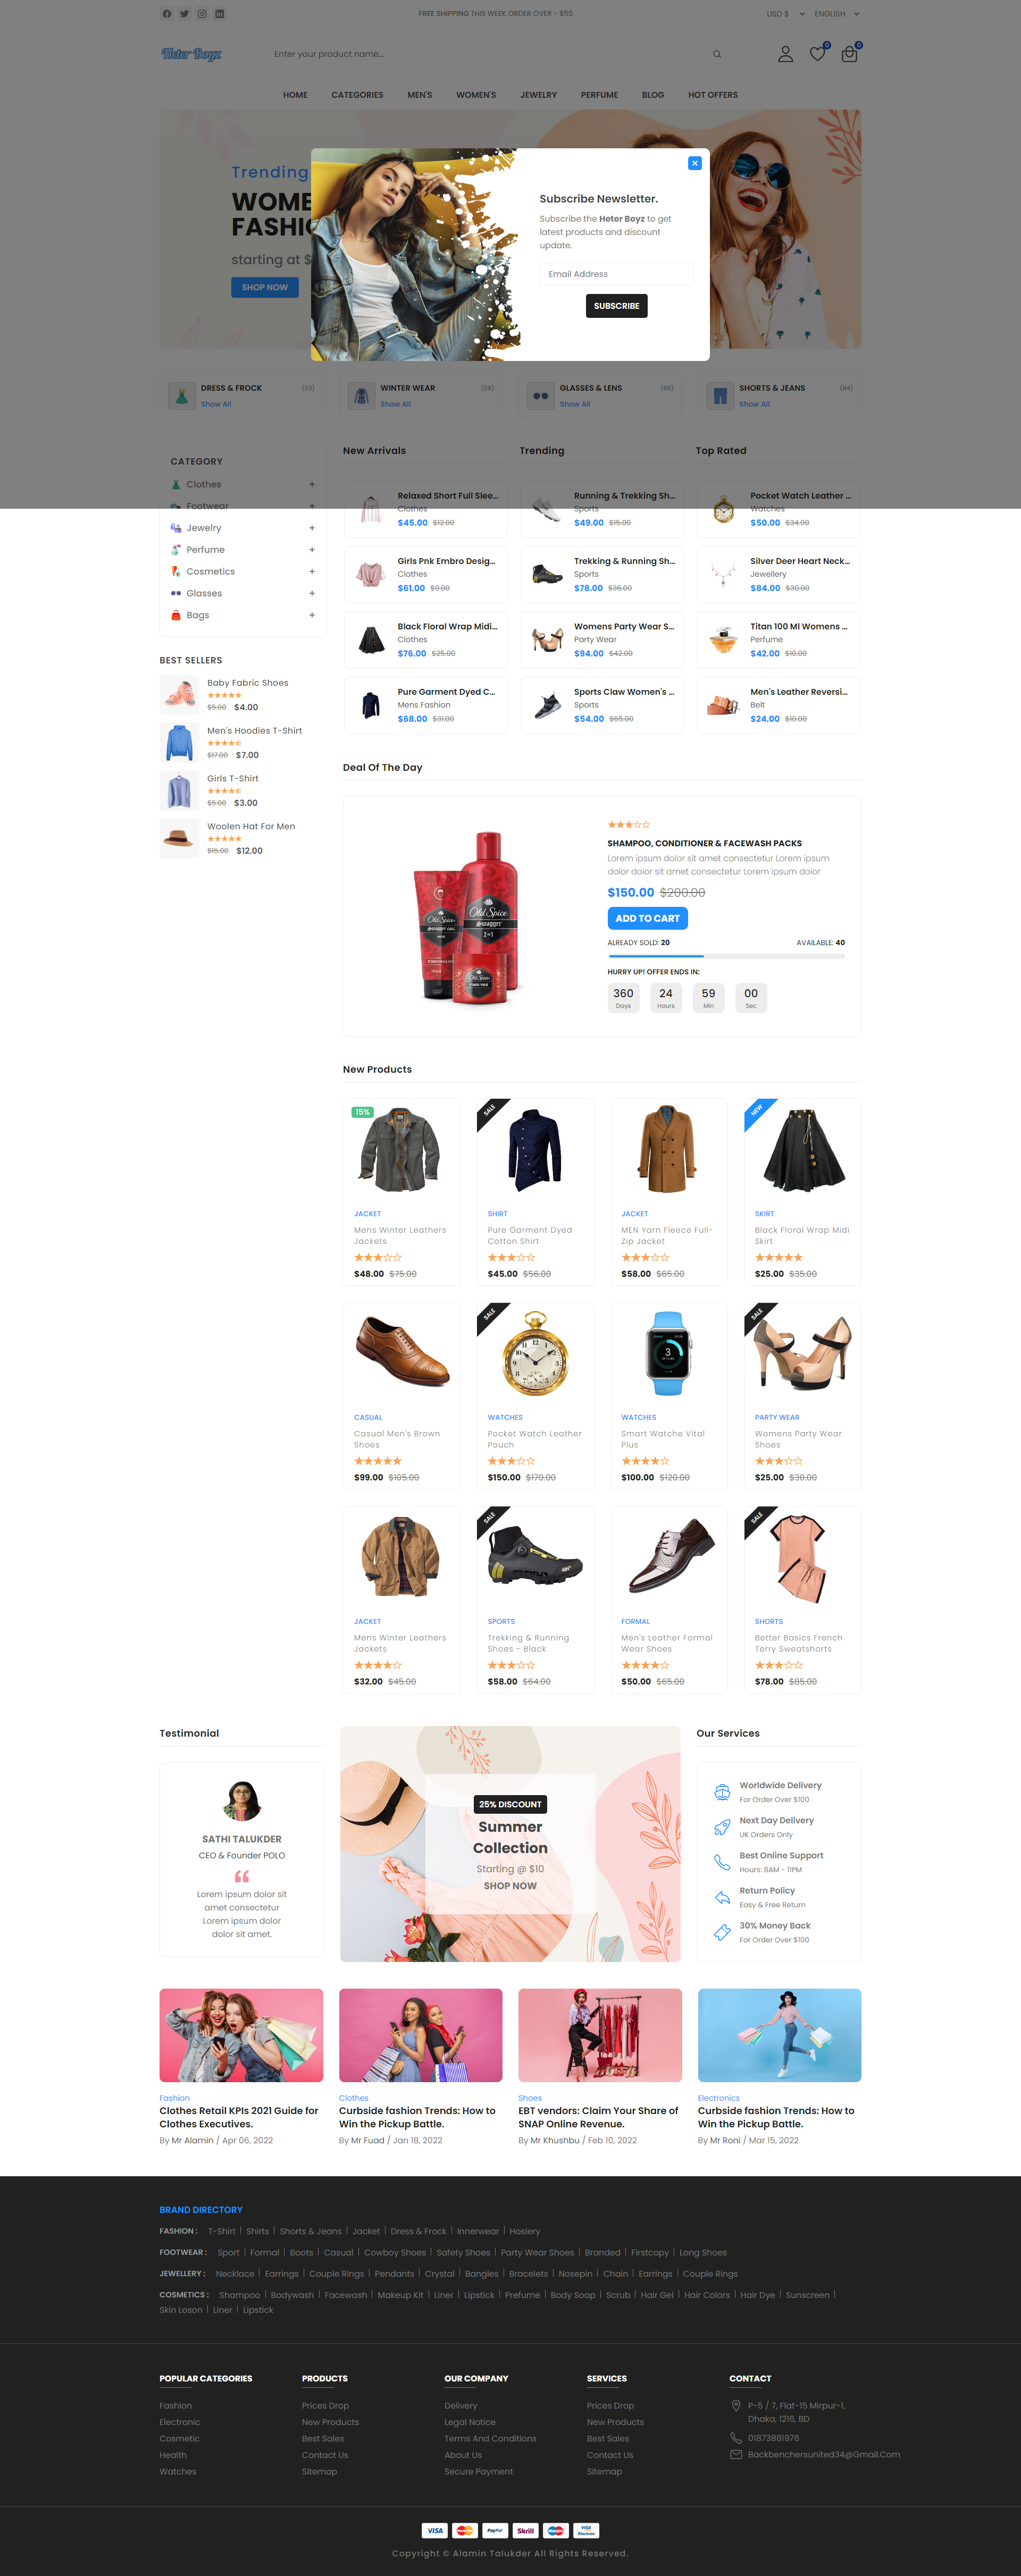 FREE SHIPPING THIS WEEK ORDER OVER - $55
USD $
ENGLISH
Heter Boyz
Enter your product name...
0
0
HOME
CATEGORIES
MEN'S
WOMEN'S
JEWELRY
PERFUME
BLOG
HOT OFFERS
Trending
WOME
FASHI
starting at $
SHOP NOW
Subscribe Newsletter.
Subscribe the Heter Boyz to get
latest products and discount
update.
Email Address
SUBSCRIBE
DRESS & FROCK
(53)
Show All
WINTER WEAR
(58)
Show All
GLASSES & LENS
(68)
Show All
SHORTS & JEANS
(84)
Show All
CATEGORY
Clothes +
Footwear +
Jewelry +
Perfume +
Cosmetics +
Glasses +
Bags +
BEST SELLERS
Baby Fabric Shoes
$5.00 $4.00
Men's Hoodies T-Shirt
$17.00 $7.00
Girls T-Shirt
$5.00 $3.00
Woolen Hat For Men
$15.00 $12.00
New Arrivals
Relaxed Short Full Slee...
Clothes
$45.00 $12.00
Girls Pnk Embro Desig...
Clothes
$61.00 $9.00
Black Floral Wrap Midi...
Clothes
$76.00 $25.00
Pure Garment Dyed C...
Mens Fashion
$68.00 $31.00
Trending
Running & Trekking Sh...
Sports
$49.00 $15.00
Trekking & Running Sh...
Sports
$78.00 $36.00
Womens Party Wear S...
Party Wear
$94.00 $42.00
Sports Claw Women's ...
Sports
$54.00 $65.00
Top Rated
Pocket Watch Leather ...
Watches
$50.00 $34.00
Silver Deer Heart Neck...
Jewellery
$84.00 $30.00
Titan 100 Ml Womens ...
Perfume
$42.00 $10.00
Men's Leather Reversi...
Belt
$24.00 $10.00
Deal Of The Day
Old Spice
Swagger
2=1
Old Spice
Swagger GEL
Old Spice
SHAMPOO, CONDITIONER & FACEWASH PACKS
Lorem ipsum dolor sit amet consectetur Lorem ipsum
dolor dolor sit amet consectetur Lorem ipsum dolor
$150.00 $200.00
ADD TO CART
ALREADY SOLD: 20
AVAILABLE: 40
HURRY UP! OFFER ENDS IN:
360 24 59 00
Days Hours Min Sec
New Products
15%
JACKET
Mens Winter Leathers
Jackets
$48.00 $75.00
SALE
SHIRT
Pure Garment Dyed
Cotton Shirt
$45.00 $56.00
JACKET
MEN Yarn Fleece Full-
Zip Jacket
$58.00 $65.00
NEW
SKIRT
Black Floral Wrap Midi
Skirt
$25.00 $35.00
CASUAL
Casual Men's Brown
Shoes
$99.00 $105.00
SALE
WATCHES
Pocket Watch Leather
Pouch
$150.00 $170.00
3
WATCHES
Smart Watche Vital
Plus
$100.00 $120.00
SALE
PARTY WEAR
Womens Party Wear
Shoes
$25.00 $30.00
JACKET
Mens Winter Leathers
Jackets
$32.00 $45.00
SALE
SPORTS
Trekking & Running
Shoes - Black
$58.00 $64.00
FORMAL
Men's Leather Formal
Wear Shoes
$50.00 $65.00
SALE
SHORTS
Better Basics French
Terry Sweatshorts
$78.00 $85.00
Testimonial
SATHI TALUKDER
CEO & Founder POLO
Lorem ipsum dolor sit
amet consectetur
Lorem ipsum dolor
dolor sit amet.
25% DISCOUNT
Summer
Collection
Starting @ $10
SHOP NOW
Our Services
Worldwide Delivery
For Order Over $100
Next Day Delivery
UK Orders Only
Best Online Support
Hours: 8AM - 11PM
Return Policy
Easy & Free Return
30% Money Back
For Order Over $100
Fashion
Clothes Retail KPIs 2021 Guide for
Clothes Executives.
By Mr Alamin / Apr 06, 2022
Clothes
Curbside fashion Trends: How to
Win the Pickup Battle.
By Mr Fuad / Jan 18, 2022
Shoes
EBT vendors: Claim Your Share of
SNAP Online Revenue.
By Mr Khushbu / Feb 10, 2022
Electronics
Curbside fashion Trends: How to
Win the Pickup Battle.
By Mr Roni / Mar 15, 2022
BRAND DIRECTORY
FASHION : T-Shirt | Shirts | Shorts & Jeans | Jacket | Dress & Frock | Innerwear | Hosiery
FOOTWEAR : Sport | Formal | Boots | Casual | Cowboy Shoes | Safety Shoes | Party Wear Shoes | Branded | Firstcopy | Long Shoes
JEWELLERY : Necklace | Earrings | Couple Rings | Pendants | Crystal | Bangles | Bracelets | Nosepin | Chain | Earrings | Couple Rings
COSMETICS : Shampoo | Bodywash | Facewash | Makeup Kit | Liner | Lipstick | Prefume | Body Soap | Scrub | Hair Gel | Hair Colors | Hair Dye | Sunscreen |
Skin Loson | Liner | Lipstick
POPULAR CATEGORIES
Fashion
Electronic
Cosmetic
Health
Watches
PRODUCTS
Prices Drop
New Products
Best Sales
Contact Us
Sitemap
OUR COMPANY
Delivery
Legal Notice
Terms And Conditions
About Us
Secure Payment
SERVICES
Prices Drop
New Products
Best Sales
Contact Us
Sitemap
CONTACT
P-5 / 7, Flat-15 Mirpur-1,
Dhaka, 1216, BD
01873881976
Backbenchersunited34@Gmail.Com
VISA
PayPal
Skrill
VISA
Electron
Copyright © Alamin Talukder All Rights Reserved.